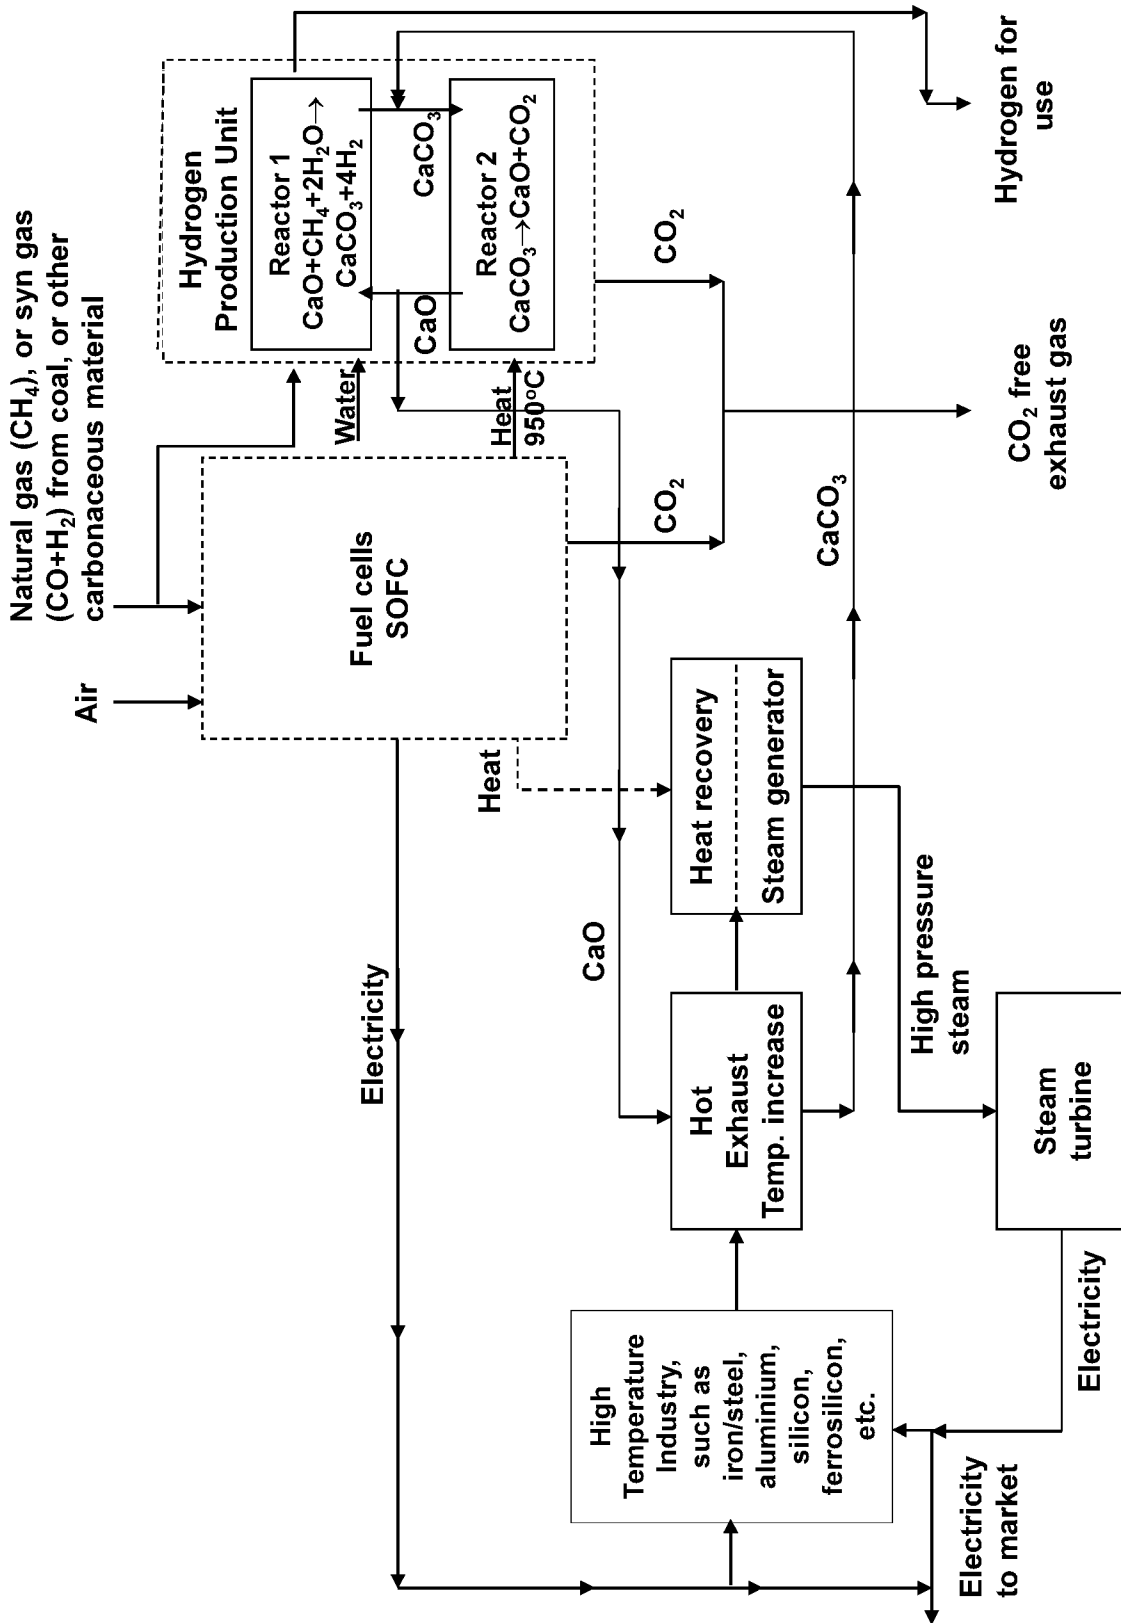 Natural gas (CH4), or syn gas
(CO+H2) from coal, or other
carbonaceous material
Air
Fuel cells
SOFC
Hydrogen
Production Unit
Reactor 1
CaO+CH4+2H2O→
CaCO3+4H2
CaCO3
CaO
Reactor 2
CaCO3→CaO+CO2
Water
Heat
950oC
CO2
CO2
Heat
Electricity
CaO
CaCO3
Hydrogen for
use
CO2 free
exhaust gas
Heat recovery
Steam generator
Hot
Exhaust
Temp. increase
High pressure
steam
High
Temperature
Industry,
such as
iron/steel,
aluminium,
silicon,
ferrosilicon,
etc.
Steam
turbine
Electricity
Electricity
to market